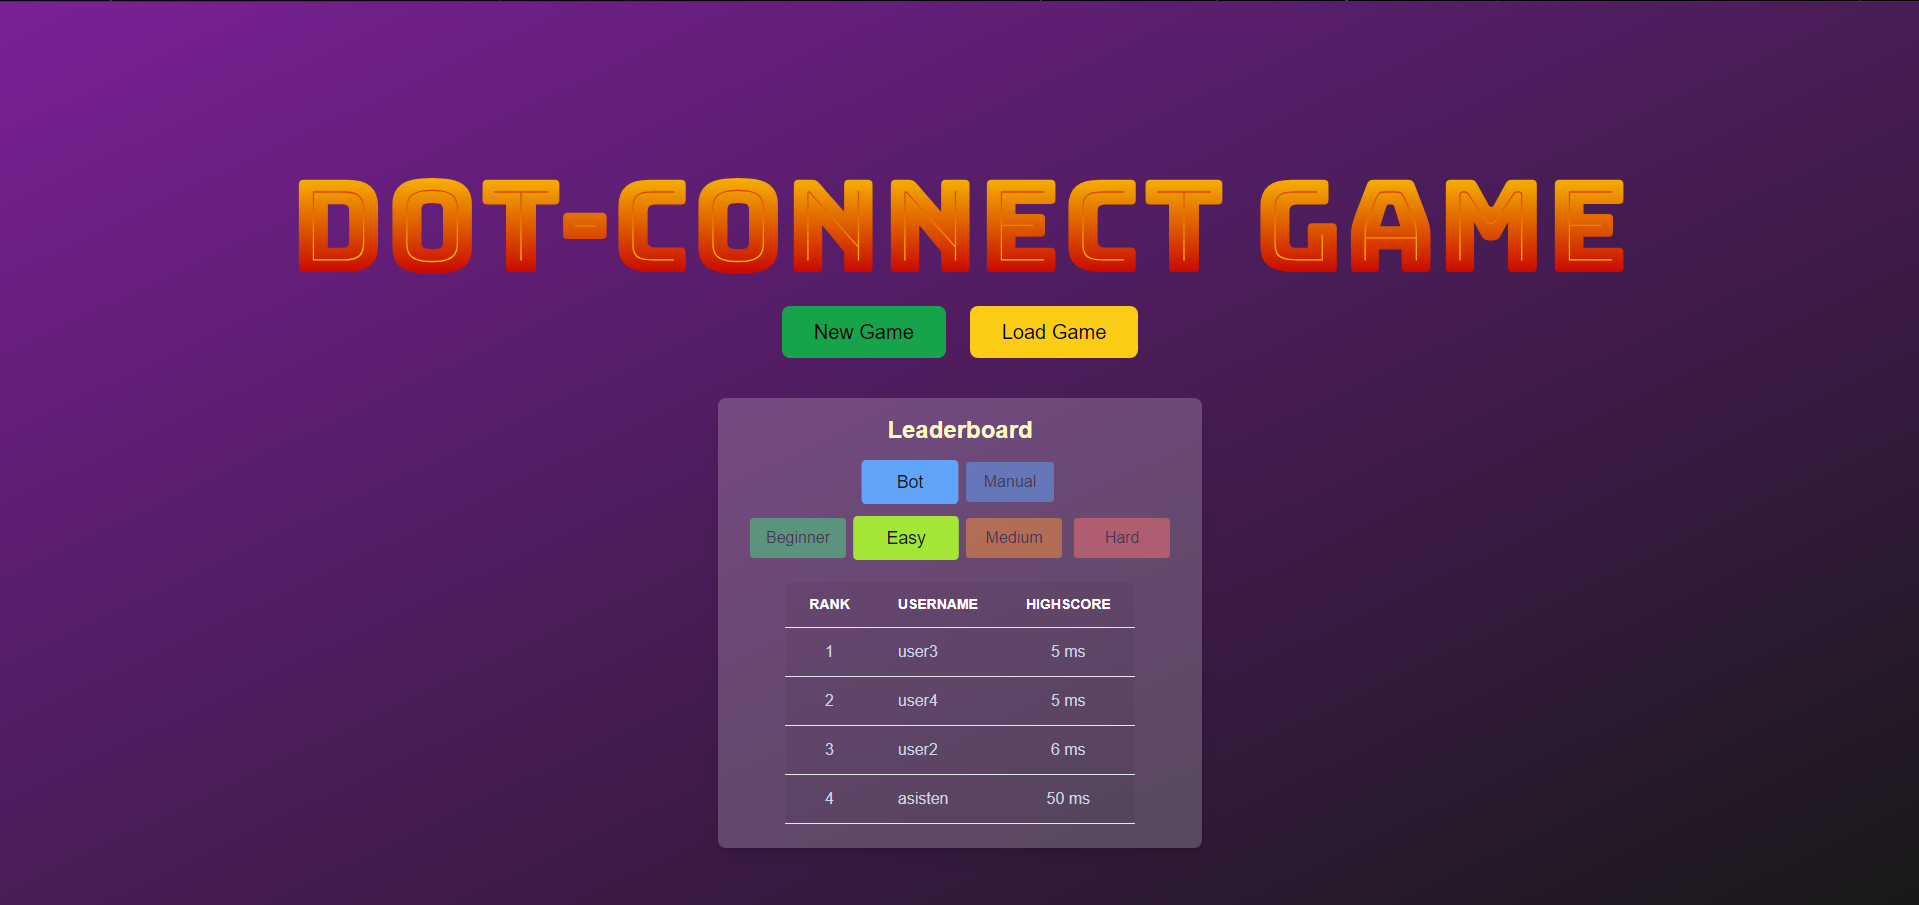 DOT-CONNECT GAME
New Game Load Game
Leaderboard
Bot Manual
Beginner Easy Medium Hard
RANK USERNAME HIGHSCORE
1 user3 5 ms
2 user4 5 ms
3 user2 6 ms
4 asisten 50 ms